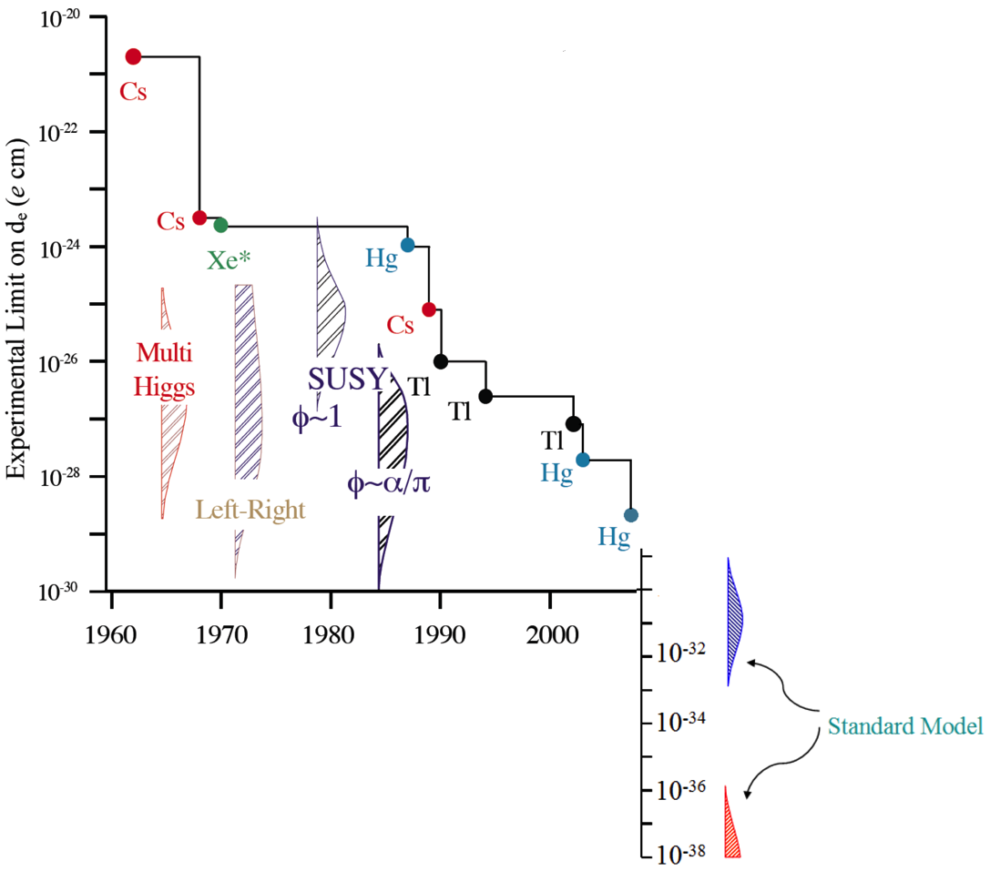 10⁻²⁰
10⁻²²
10⁻²⁴
10⁻²⁶
10⁻²⁸
10⁻³⁰
Experimental Limit on dₑ (e cm)
Cs
Cs
Xe*
Hg
Cs
Tl
Tl
Tl
Hg
Hg
Multi
Higgs
Left-Right
SUSY
ϕ~1
ϕ~α/π
1960 1970 1980 1990 2000
10⁻³²
10⁻³⁴
10⁻³⁶
10⁻³⁸
Standard Model